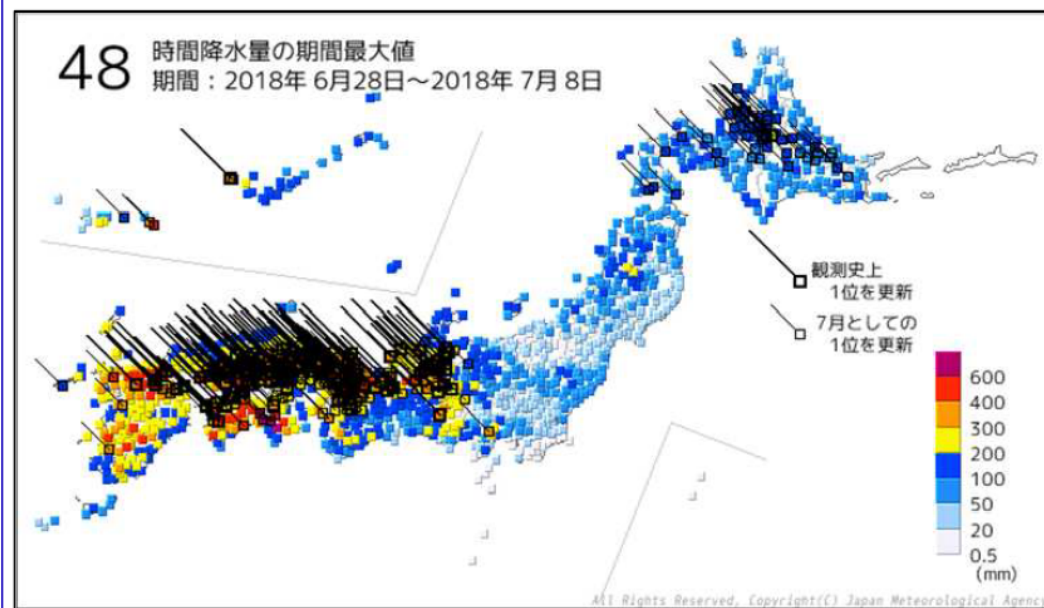 48 時間降水量の期間最大値
期間：2018年 6月28日～2018年 7月 8日
観測史上
1位を更新
7月としての
1位を更新
600
400
300
200
100
50
20
0.5
(mm)
All Rights Reserved, Copyright(C) Japan Meteorological Agency